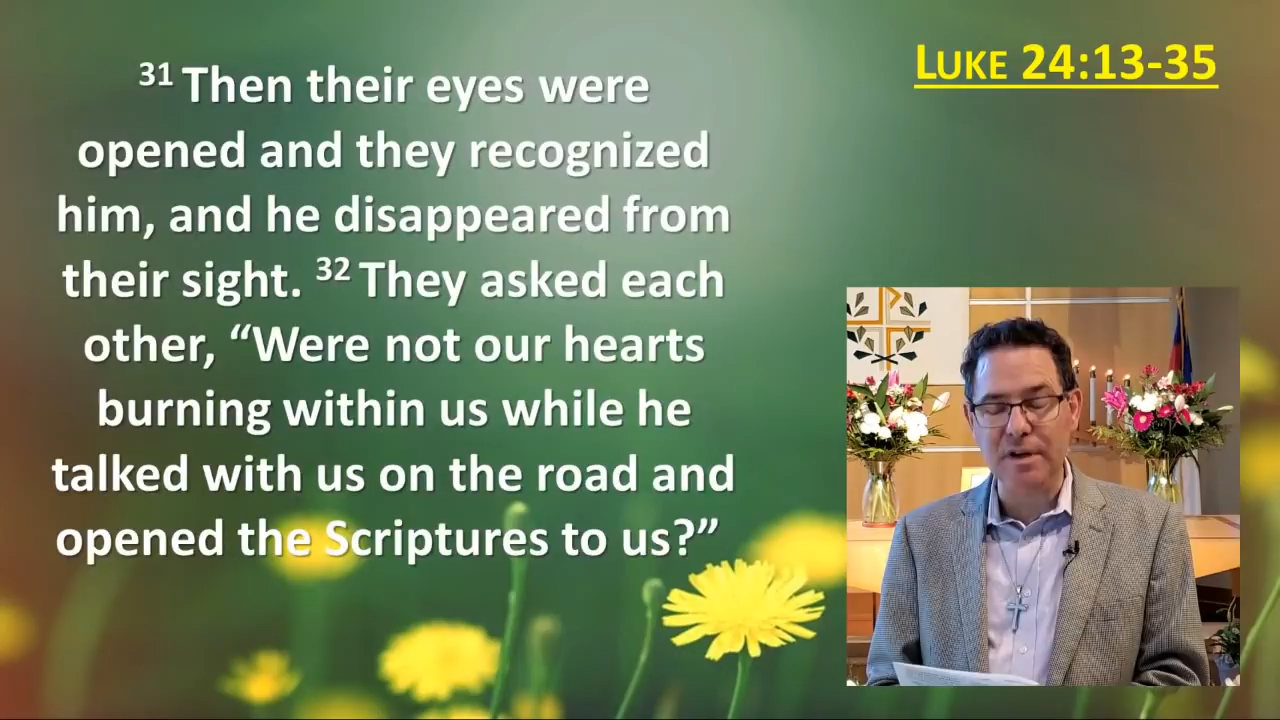 ³¹ Then their eyes were
opened and they recognized
him, and he disappeared from
their sight. ³² They asked each
other, “Were not our hearts
burning within us while he
talked with us on the road and
opened the Scriptures to us?”
LUKE 24:13-35